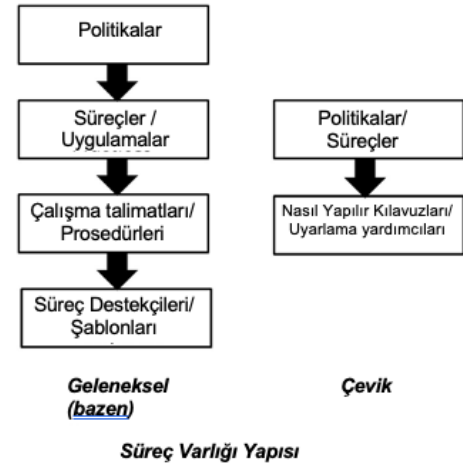 Politikalar
Süreçler /
Uygulamalar
Çalışma talimatları/
Prosedürleri
Süreç Destekçileri/
Şablonları
Geleneksel
(bazen)
Politikalar/
Süreçler
Nasıl Yapılır Kılavuzları/
Uyarlama yardımcıları
Çevik
Süreç Varlığı Yapısı